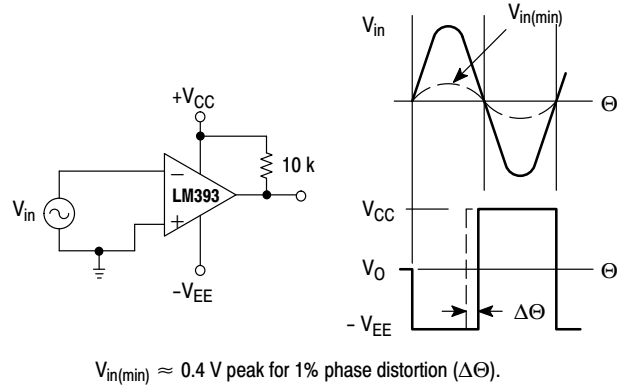 V_in
V_in(min)
Θ
+V_CC
10 k
−
LM393
+
V_in
−V_EE
V_CC
V_O
Θ
ΔΘ
- V_EE
V_in(min) ≈ 0.4 V peak for 1% phase distortion (ΔΘ).